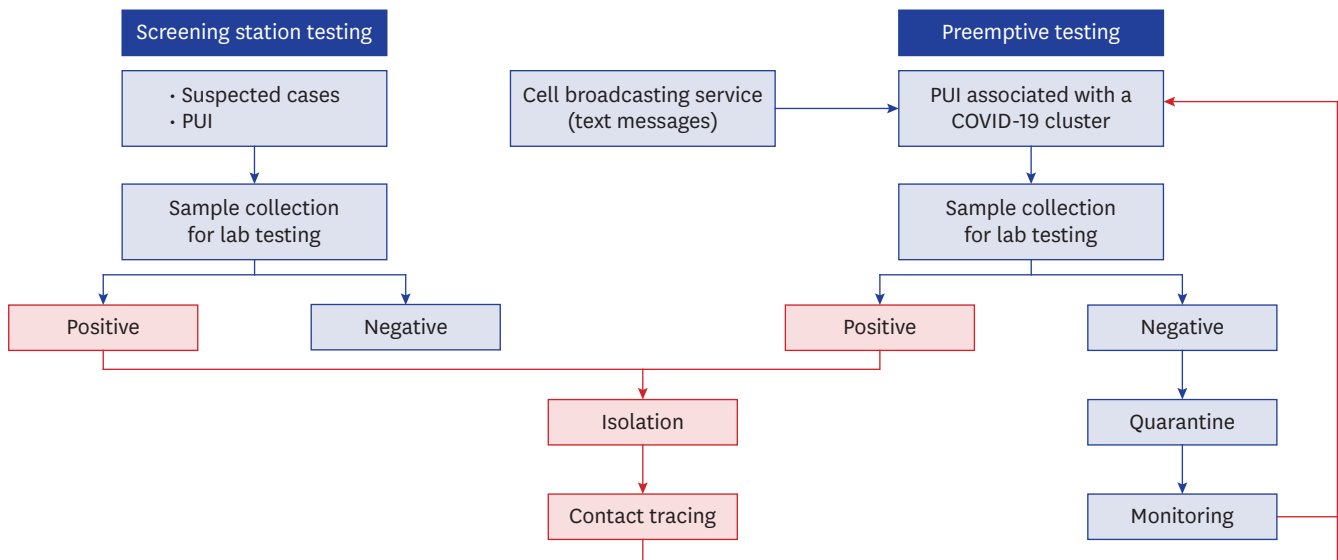 Screening station testing
Preemptive testing
· Suspected cases
· PUI
Cell broadcasting service
(text messages)
PUI associated with a
COVID-19 cluster
Sample collection
for lab testing
Sample collection
for lab testing
Positive
Negative
Positive
Negative
Isolation
Quarantine
Contact tracing
Monitoring